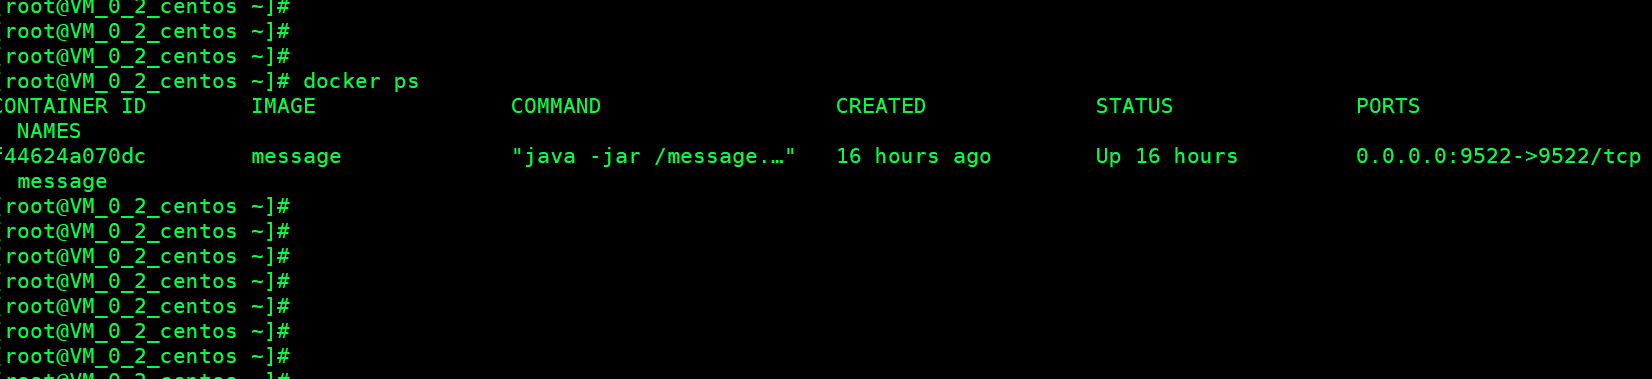 [root@VM_0_2_centos ~]#
[root@VM_0_2_centos ~]#
[root@VM_0_2_centos ~]#
[root@VM_0_2_centos ~]# docker ps
CONTAINER ID IMAGE COMMAND CREATED STATUS PORTS
NAMES
f44624a070dc message "java -jar /message.…" 16 hours ago Up 16 hours 0.0.0.0:9522->9522/tcp
message
[root@VM_0_2_centos ~]#
[root@VM_0_2_centos ~]#
[root@VM_0_2_centos ~]#
[root@VM_0_2_centos ~]#
[root@VM_0_2_centos ~]#
[root@VM_0_2_centos ~]#
[root@VM_0_2_centos ~]#
[root@VM_0_2_centos ~]#